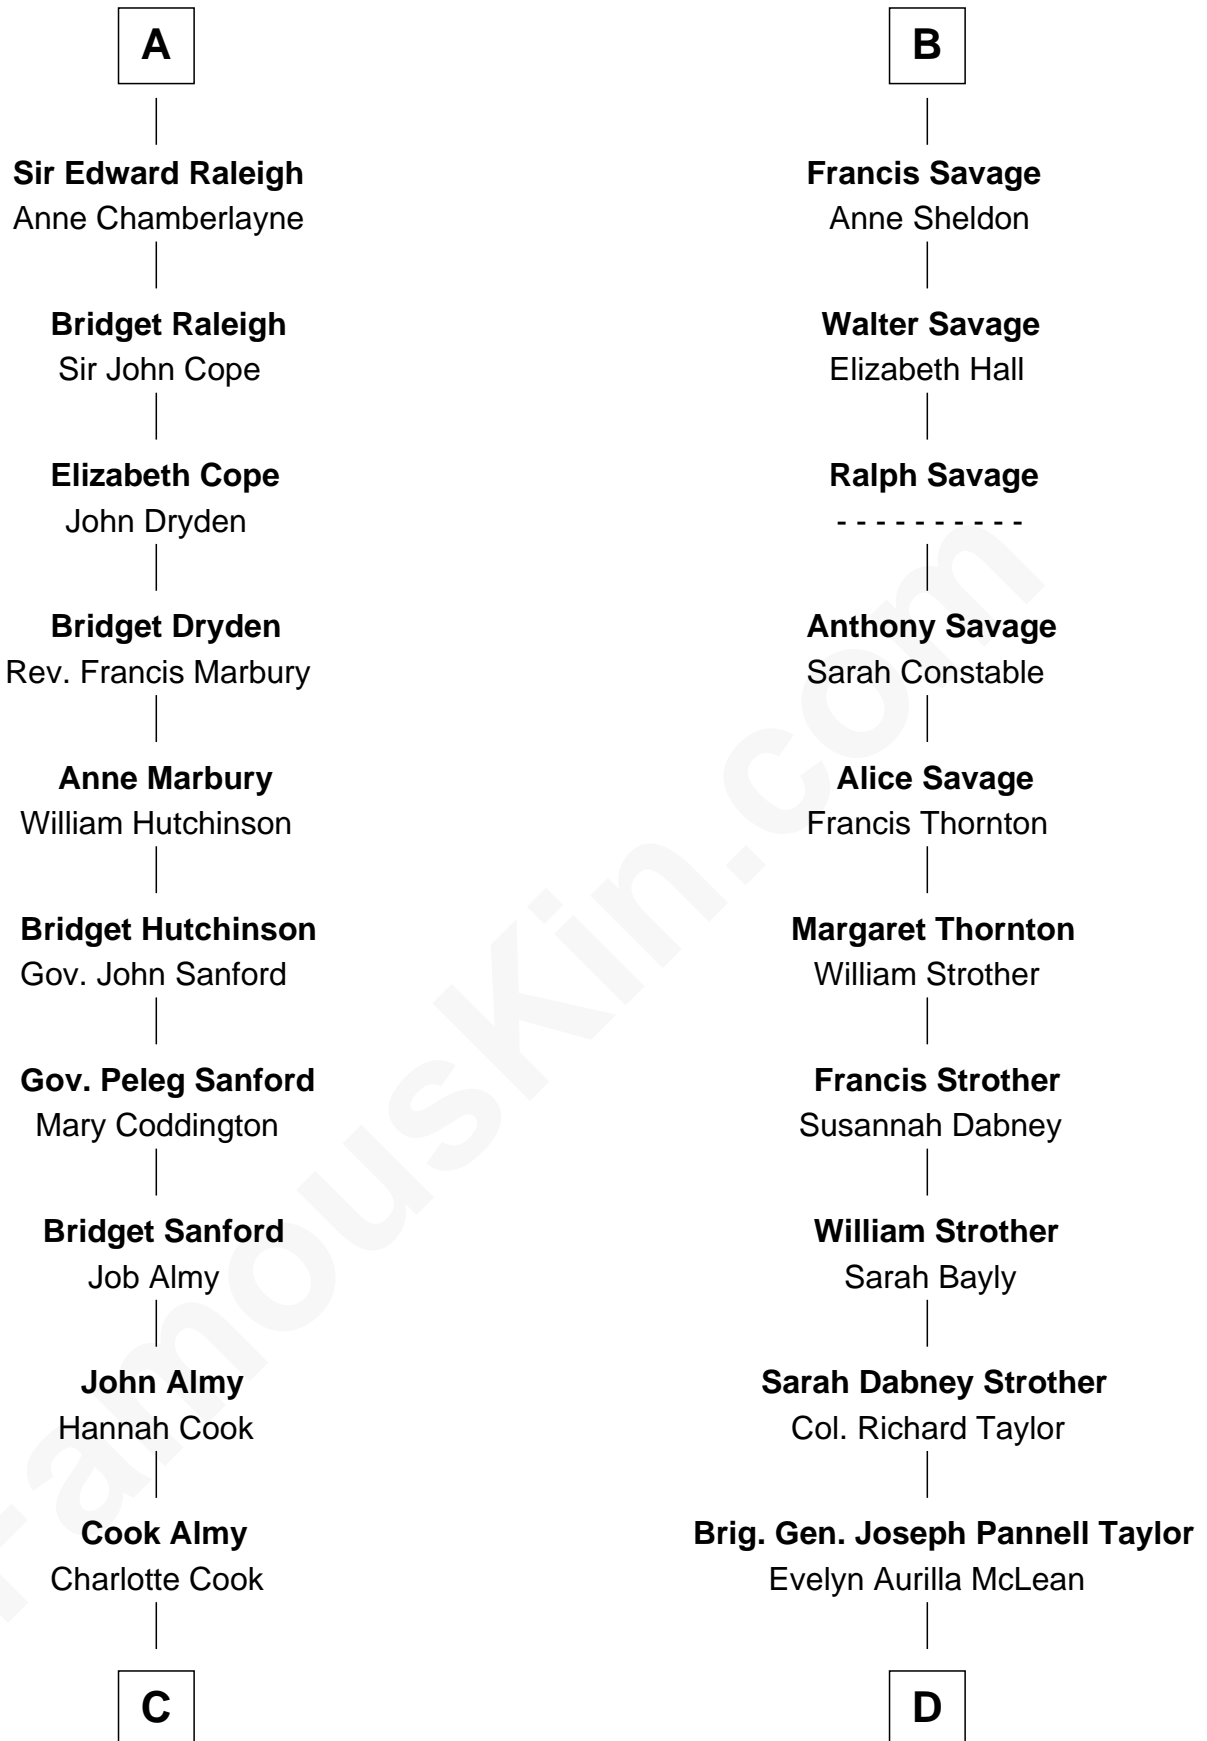 A
Sir Edward Raleigh
Anne Chamberlayne
Bridget Raleigh
Sir John Cope
Elizabeth Cope
John Dryden
Bridget Dryden
Rev. Francis Marbury
Anne Marbury
William Hutchinson
Bridget Hutchinson
Gov. John Sanford
Gov. Peleg Sanford
Mary Coddington
Bridget Sanford
Job Almy
John Almy
Hannah Cook
Cook Almy
Charlotte Cook
C
B
Francis Savage
Anne Sheldon
Walter Savage
Elizabeth Hall
Ralph Savage
- - - - - - - - - -
Anthony Savage
Sarah Constable
Alice Savage
Francis Thornton
Margaret Thornton
William Strother
Francis Strother
Susannah Dabney
William Strother
Sarah Bayly
Sarah Dabney Strother
Col. Richard Taylor
Brig. Gen. Joseph Pannell Taylor
Evelyn Aurilla McLean
D
FamousKin.com